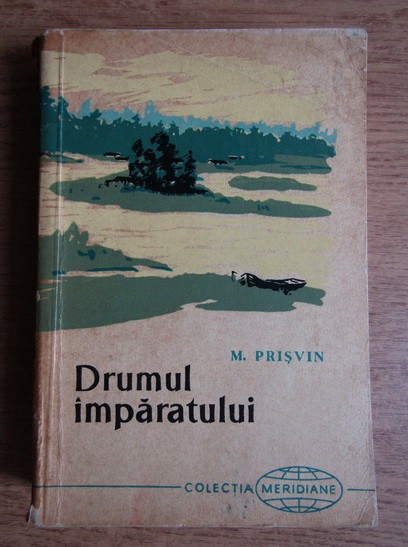 M. PRIŞVIN
Drumul
împăratului
COLECŢIA MERIDIANE